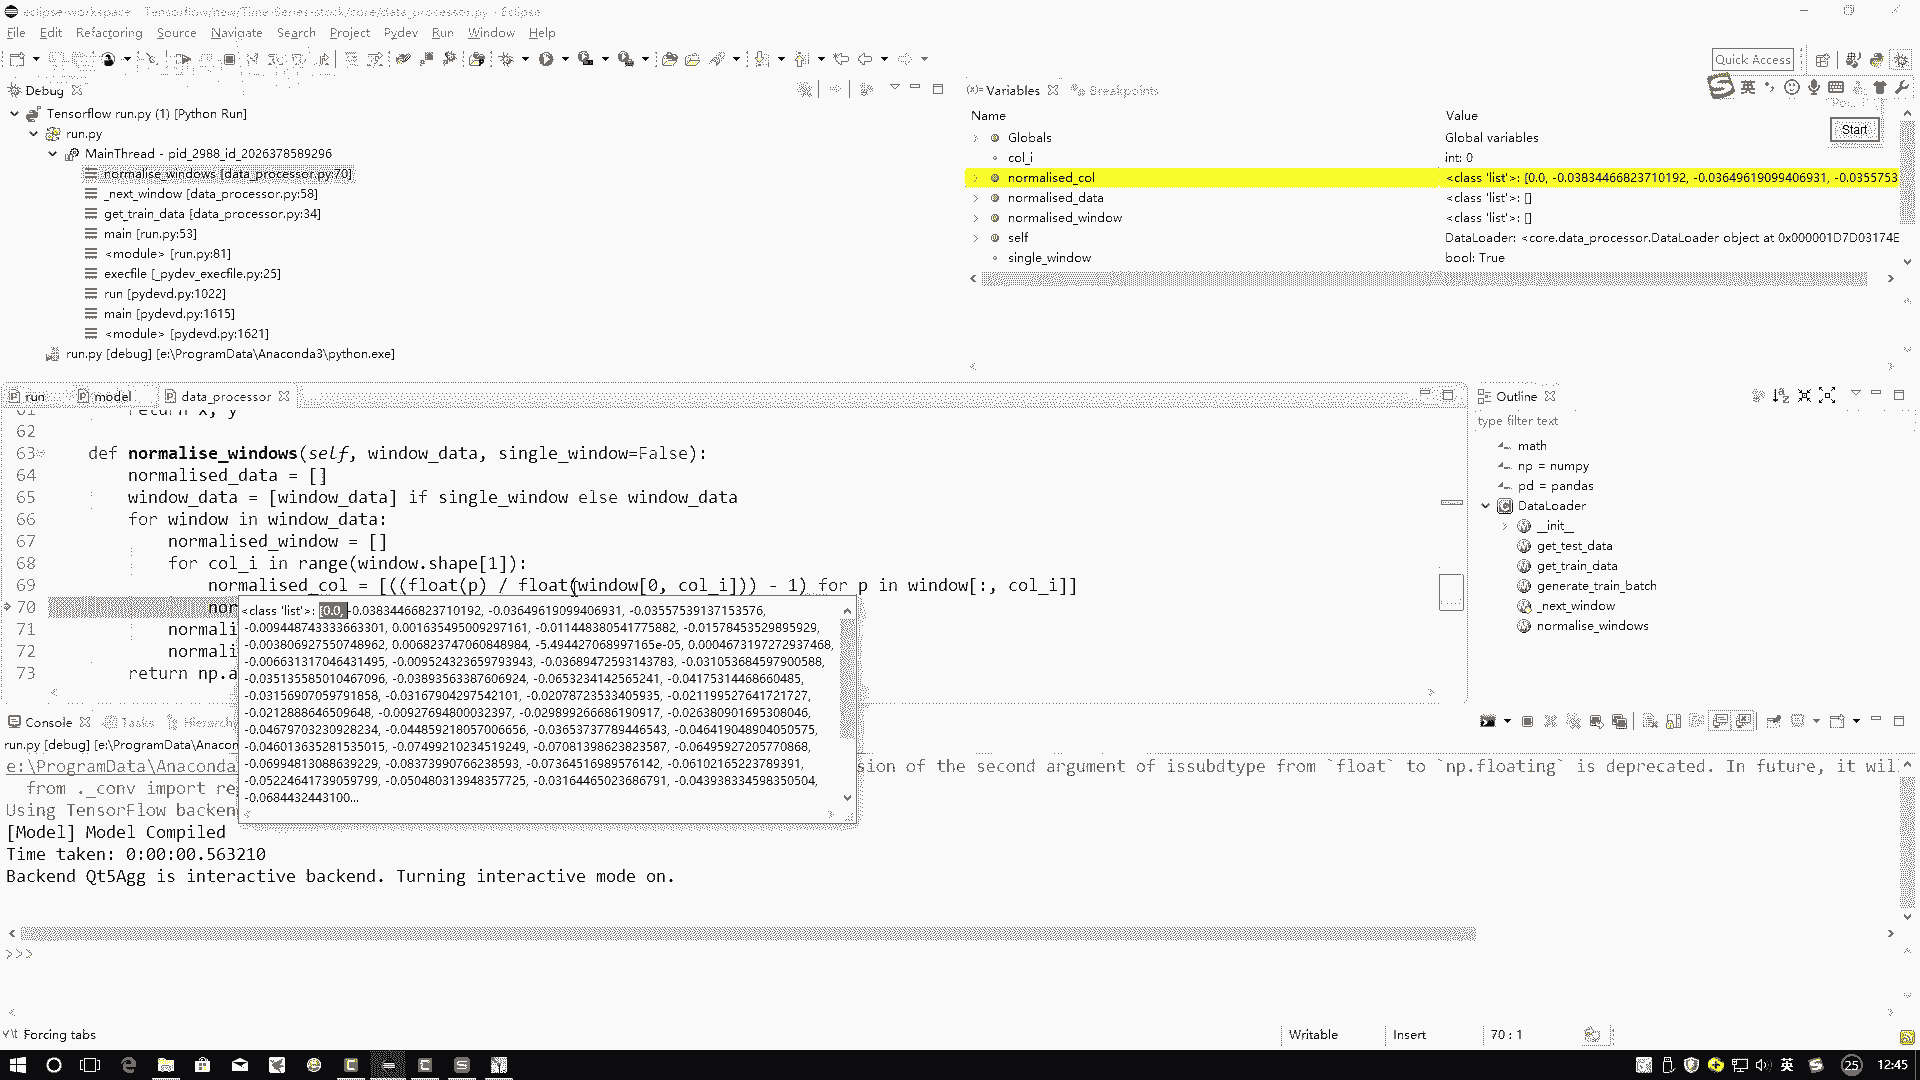 eclipse-workspace - Tensorflow/new/Time-Series-stock/core/data_processor.py - Eclipse
File Edit Refactoring Source Navigate Search Project Pydev Run Window Help
Quick Access
Debug
Tensorflow run.py (1) [Python Run]
run.py
MainThread - pid_2988_id_2026378589296
normalise_windows [data_processor.py:70]
_next_window [data_processor.py:58]
get_train_data [data_processor.py:34]
main [run.py:53]
<module> [run.py:81]
execfile [_pydev_execfile.py:25]
run [pydevd.py:1022]
main [pydevd.py:1615]
<module> [pydevd.py:1621]
run.py [debug] [e:\ProgramData\Anaconda3\python.exe]
(x)= Variables Breakpoints
英
Start
Name Value
Globals Global variables
col_i int: 0
normalised_col <class 'list'>: [0.0, -0.03834466823710192, -0.03649619099406931, -0.0355753
normalised_data <class 'list'>: []
normalised_window <class 'list'>: []
self DataLoader: <core.data_processor.DataLoader object at 0x000001D7D03174E
single_window bool: True
run model data_processor
61 return x, y
62
63 def normalise_windows(self, window_data, single_window=False):
64 normalised_data = []
65 window_data = [window_data] if single_window else window_data
66 for window in window_data:
67 normalised_window = []
68 for col_i in range(window.shape[1]):
69 normalised_col = [((float(p) / float(window[0, col_i])) - 1) for p in window[:, col_i]]
70 nor
71 normali
72 normali
73 return np.a
<class 'list'>: [0.0, -0.03834466823710192, -0.03649619099406931, -0.03557539137153576,
-0.009448743333663301, 0.001635495009297161, -0.011448380541775882, -0.01578453529895929,
-0.003806927550748962, 0.006823747060848984, -5.494427068997165e-05, 0.0004673197272937468,
-0.006631317046431495, -0.009524323659793943, -0.03689472593143783, -0.031053684597900588,
-0.035135585010467096, -0.03893563387606924, -0.0653234142565241, -0.04175314468660485,
-0.03156907059791858, -0.03167904297542101, -0.02078723533405935, -0.021199527641721727,
-0.0212888646509648, -0.00927694800032397, -0.029899266686190917, -0.026380901695308046,
-0.04679703230928234, -0.044859218057006656, -0.03653737789446543, -0.046419048904050575,
-0.046013635281535015, -0.07499210234519249, -0.07081398623823587, -0.064959272057​70868,
-0.06994813088639229, -0.08373990766238593, -0.07364516989576142, -0.06102165223789391,
-0.05224641739059799, -0.050480313948357725, -0.03164465023686791, -0.043938334598350504,
-0.0684432443100...
Outline
type filter text
math
np = numpy
pd = pandas
DataLoader
__init__
get_test_data
get_train_data
generate_train_batch
_next_window
normalise_windows
Console Tasks Hierarchy
run.py [debug] [e:\ProgramData\Anacon
e:\ProgramData\Anaconda sion of the second argument of issubdtype from `float` to `np.floating` is deprecated. In future, it wil
from ._conv import re
Using TensorFlow backen
[Model] Model Compiled
Time taken: 0:00:00.563210
Backend Qt5Agg is interactive backend. Turning interactive mode on.
>>>
Forcing tabs Writable Insert 70 : 1
英 25 12:45